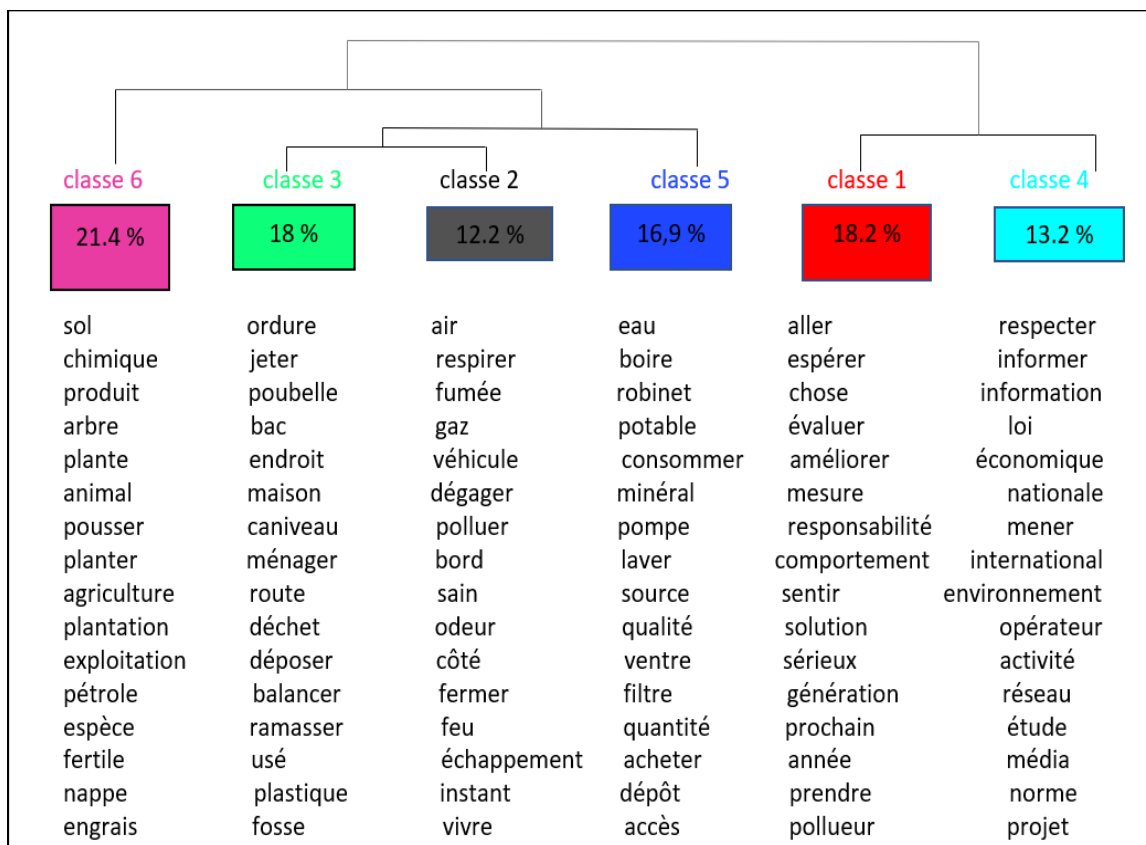 classe 6 classe 3 classe 2 classe 5 classe 1 classe 4
21.4 % 18 % 12.2 % 16,9 % 18.2 % 13.2 %
sol ordure air eau aller respecter
chimique jeter respirer boire espérer informer
produit poubelle fumée robinet chose information
arbre bac gaz potable évaluer loi
plante endroit véhicule consommer améliorer économique
animal maison dégager minéral mesure nationale
pousser caniveau polluer pompe responsabilité mener
planter ménager bord laver comportement international
agriculture route sain source sentir environnement
plantation déchet odeur qualité solution opérateur
exploitation déposer côté ventre sérieux activité
pétrole balancer fermer filtre génération réseau
espèce ramasser feu quantité prochain étude
fertile usé échappement acheter année média
nappe plastique instant dépôt prendre norme
engrais fosse vivre accès pollueur projet